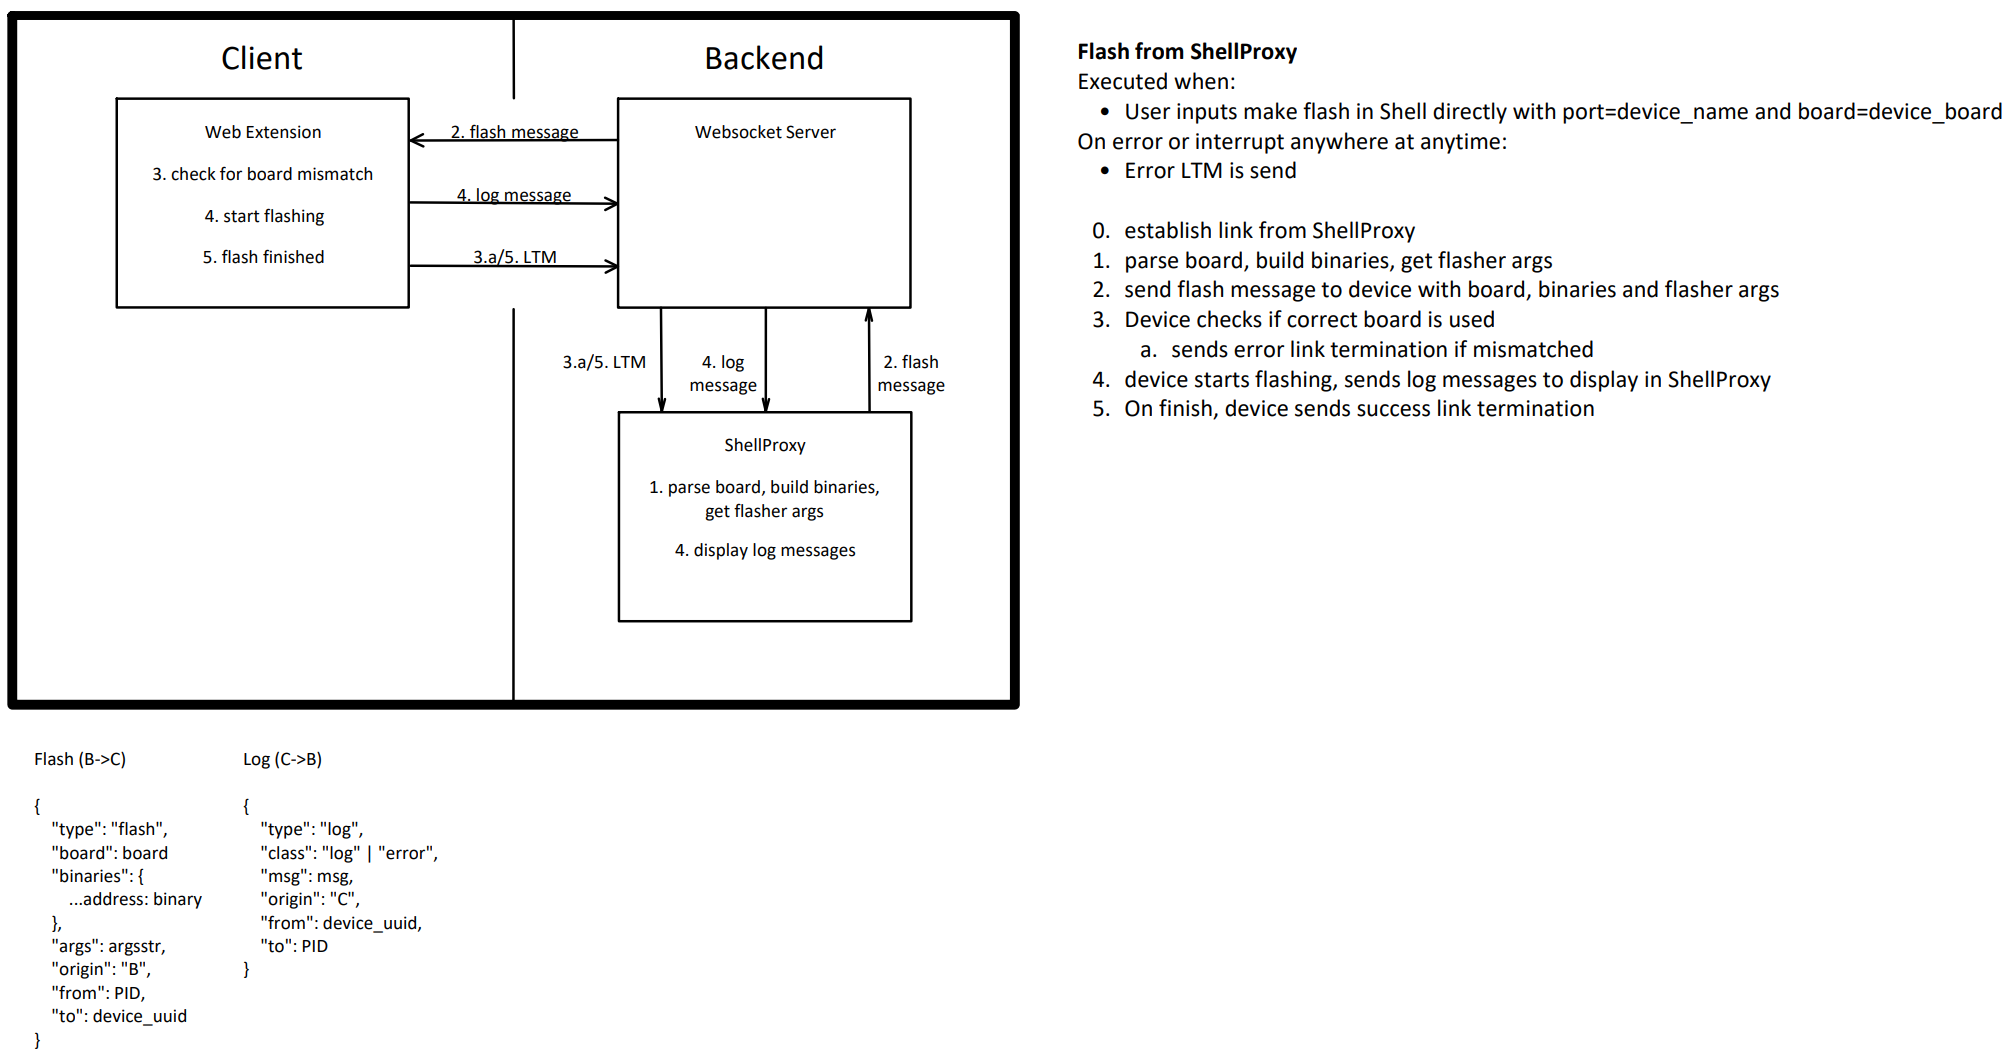 Client
Backend
Web Extension
3. check for board mismatch
4. start flashing
5. flash finished
2. flash message
4. log message
3.a/5. LTM
Websocket Server
3.a/5. LTM
4. log
message
2. flash
message
ShellProxy
1. parse board, build binaries,
get flasher args
4. display log messages
Flash from ShellProxy
Executed when:
• User inputs make flash in Shell directly with port=device_name and board=device_board
On error or interrupt anywhere at anytime:
• Error LTM is send
0. establish link from ShellProxy
1. parse board, build binaries, get flasher args
2. send flash message to device with board, binaries and flasher args
3. Device checks if correct board is used
a. sends error link termination if mismatched
4. device starts flashing, sends log messages to display in ShellProxy
5. On finish, device sends success link termination
Flash (B->C)
{
"type": "flash",
"board": board
"binaries": {
...address: binary
},
"args": argsstr,
"origin": "B",
"from": PID,
"to": device_uuid
}
Log (C->B)
{
"type": "log",
"class": "log" | "error",
"msg": msg,
"origin": "C",
"from": device_uuid,
"to": PID
}